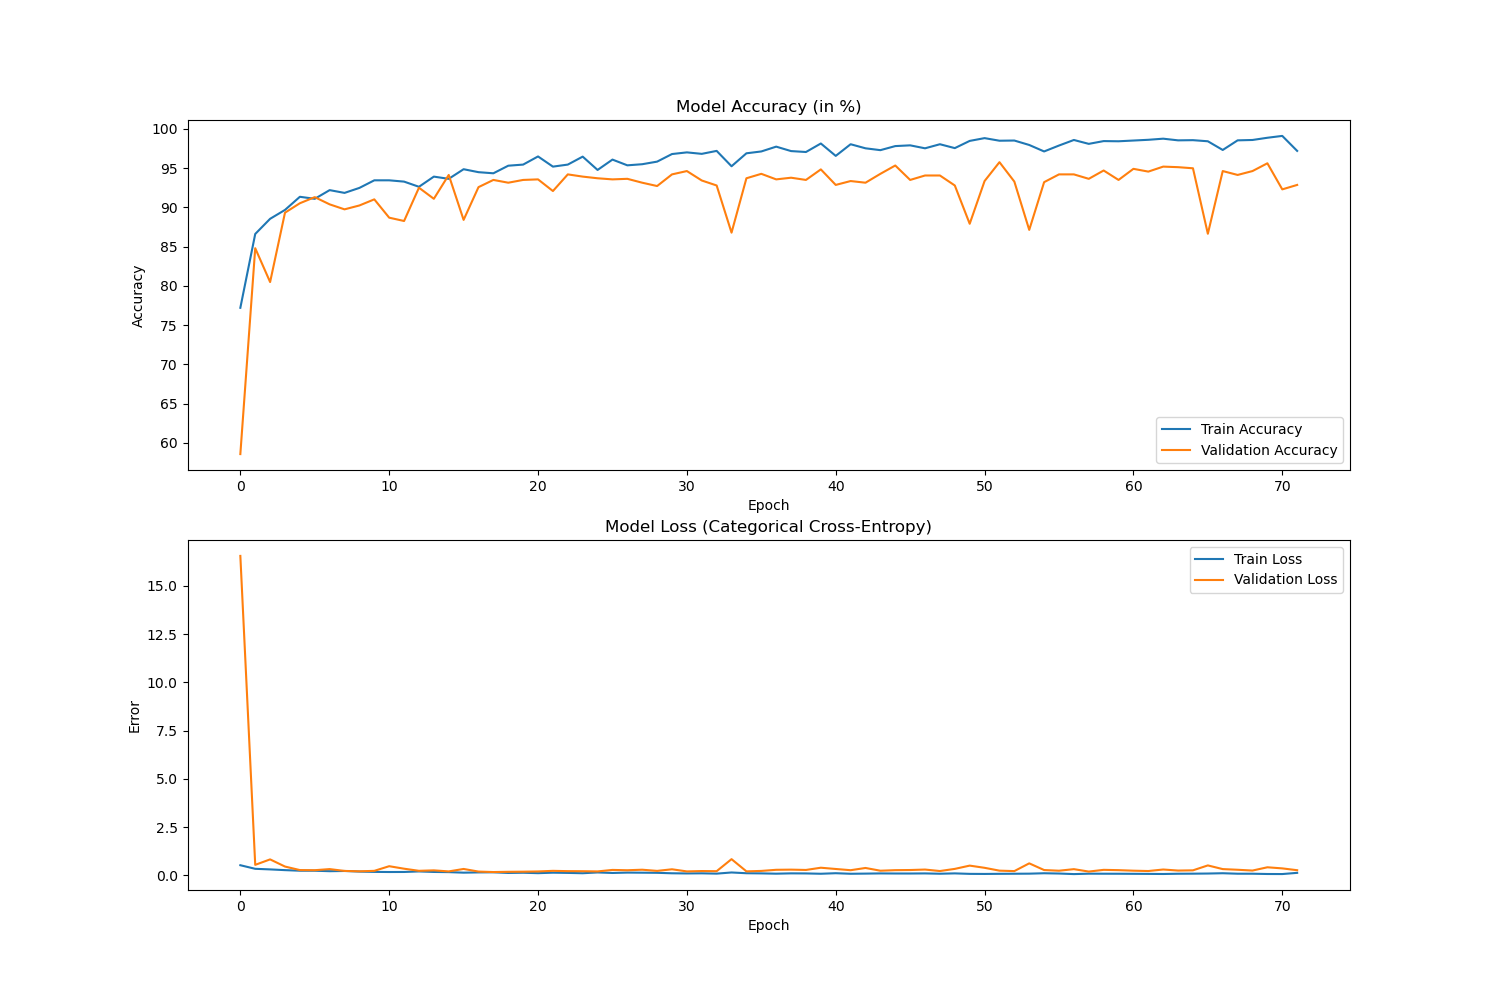 Model Accuracy (in %)
100
95
90
85
80
75
70
65
60
Accuracy
Train Accuracy
Validation Accuracy
0 10 20 30 40 50 60 70
Epoch
Model Loss (Categorical Cross-Entropy)
15.0
12.5
10.0
7.5
5.0
2.5
0.0
Error
Train Loss
Validation Loss
0 10 20 30 40 50 60 70
Epoch